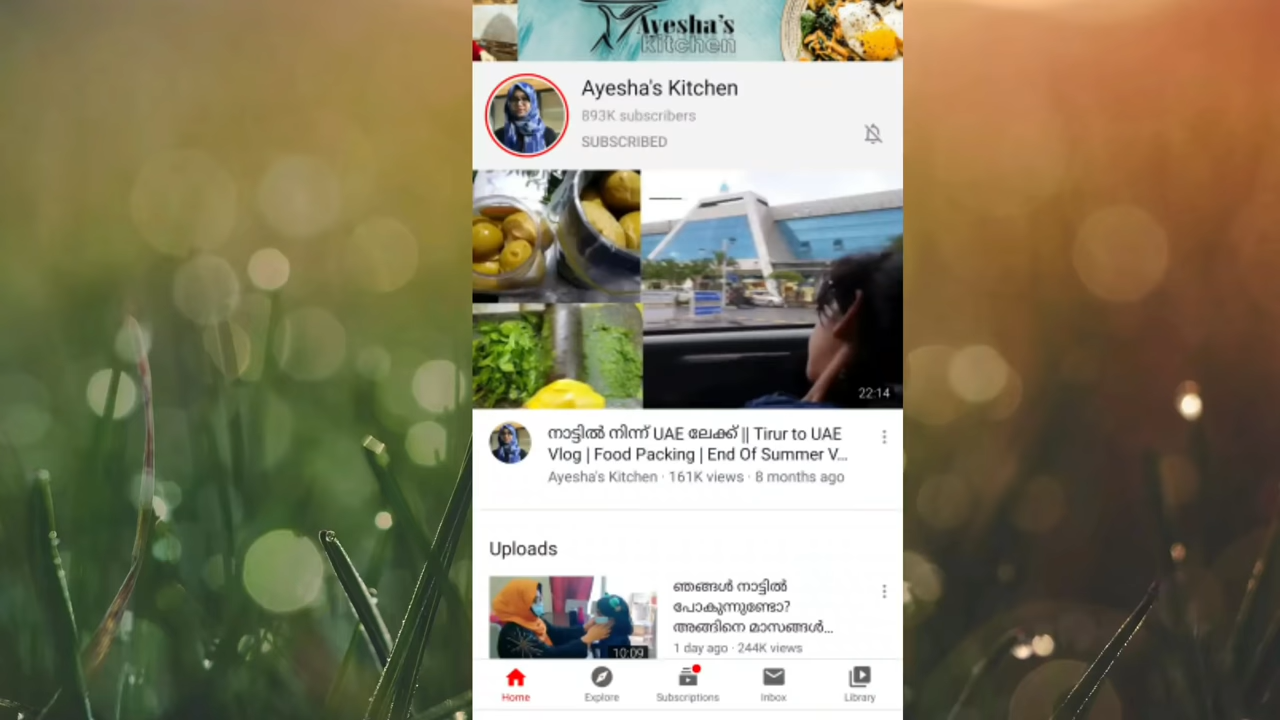 Ayesha's
kitchen
Ayesha's Kitchen
893K subscribers
SUBSCRIBED
22:14
നാട്ടിൽ നിന്ന് UAE ലേക്ക് || Tirur to UAE
Vlog | Food Packing | End Of Summer V...
Ayesha's Kitchen · 161K views · 8 months ago
Uploads
ഞങ്ങൾ നാട്ടിൽ
പോകുന്നുണ്ടോ?
അങ്ങിനെ മാസങ്ങൾ...
10:09
1 day ago · 244K views
Home
Explore
Subscriptions
Inbox
Library